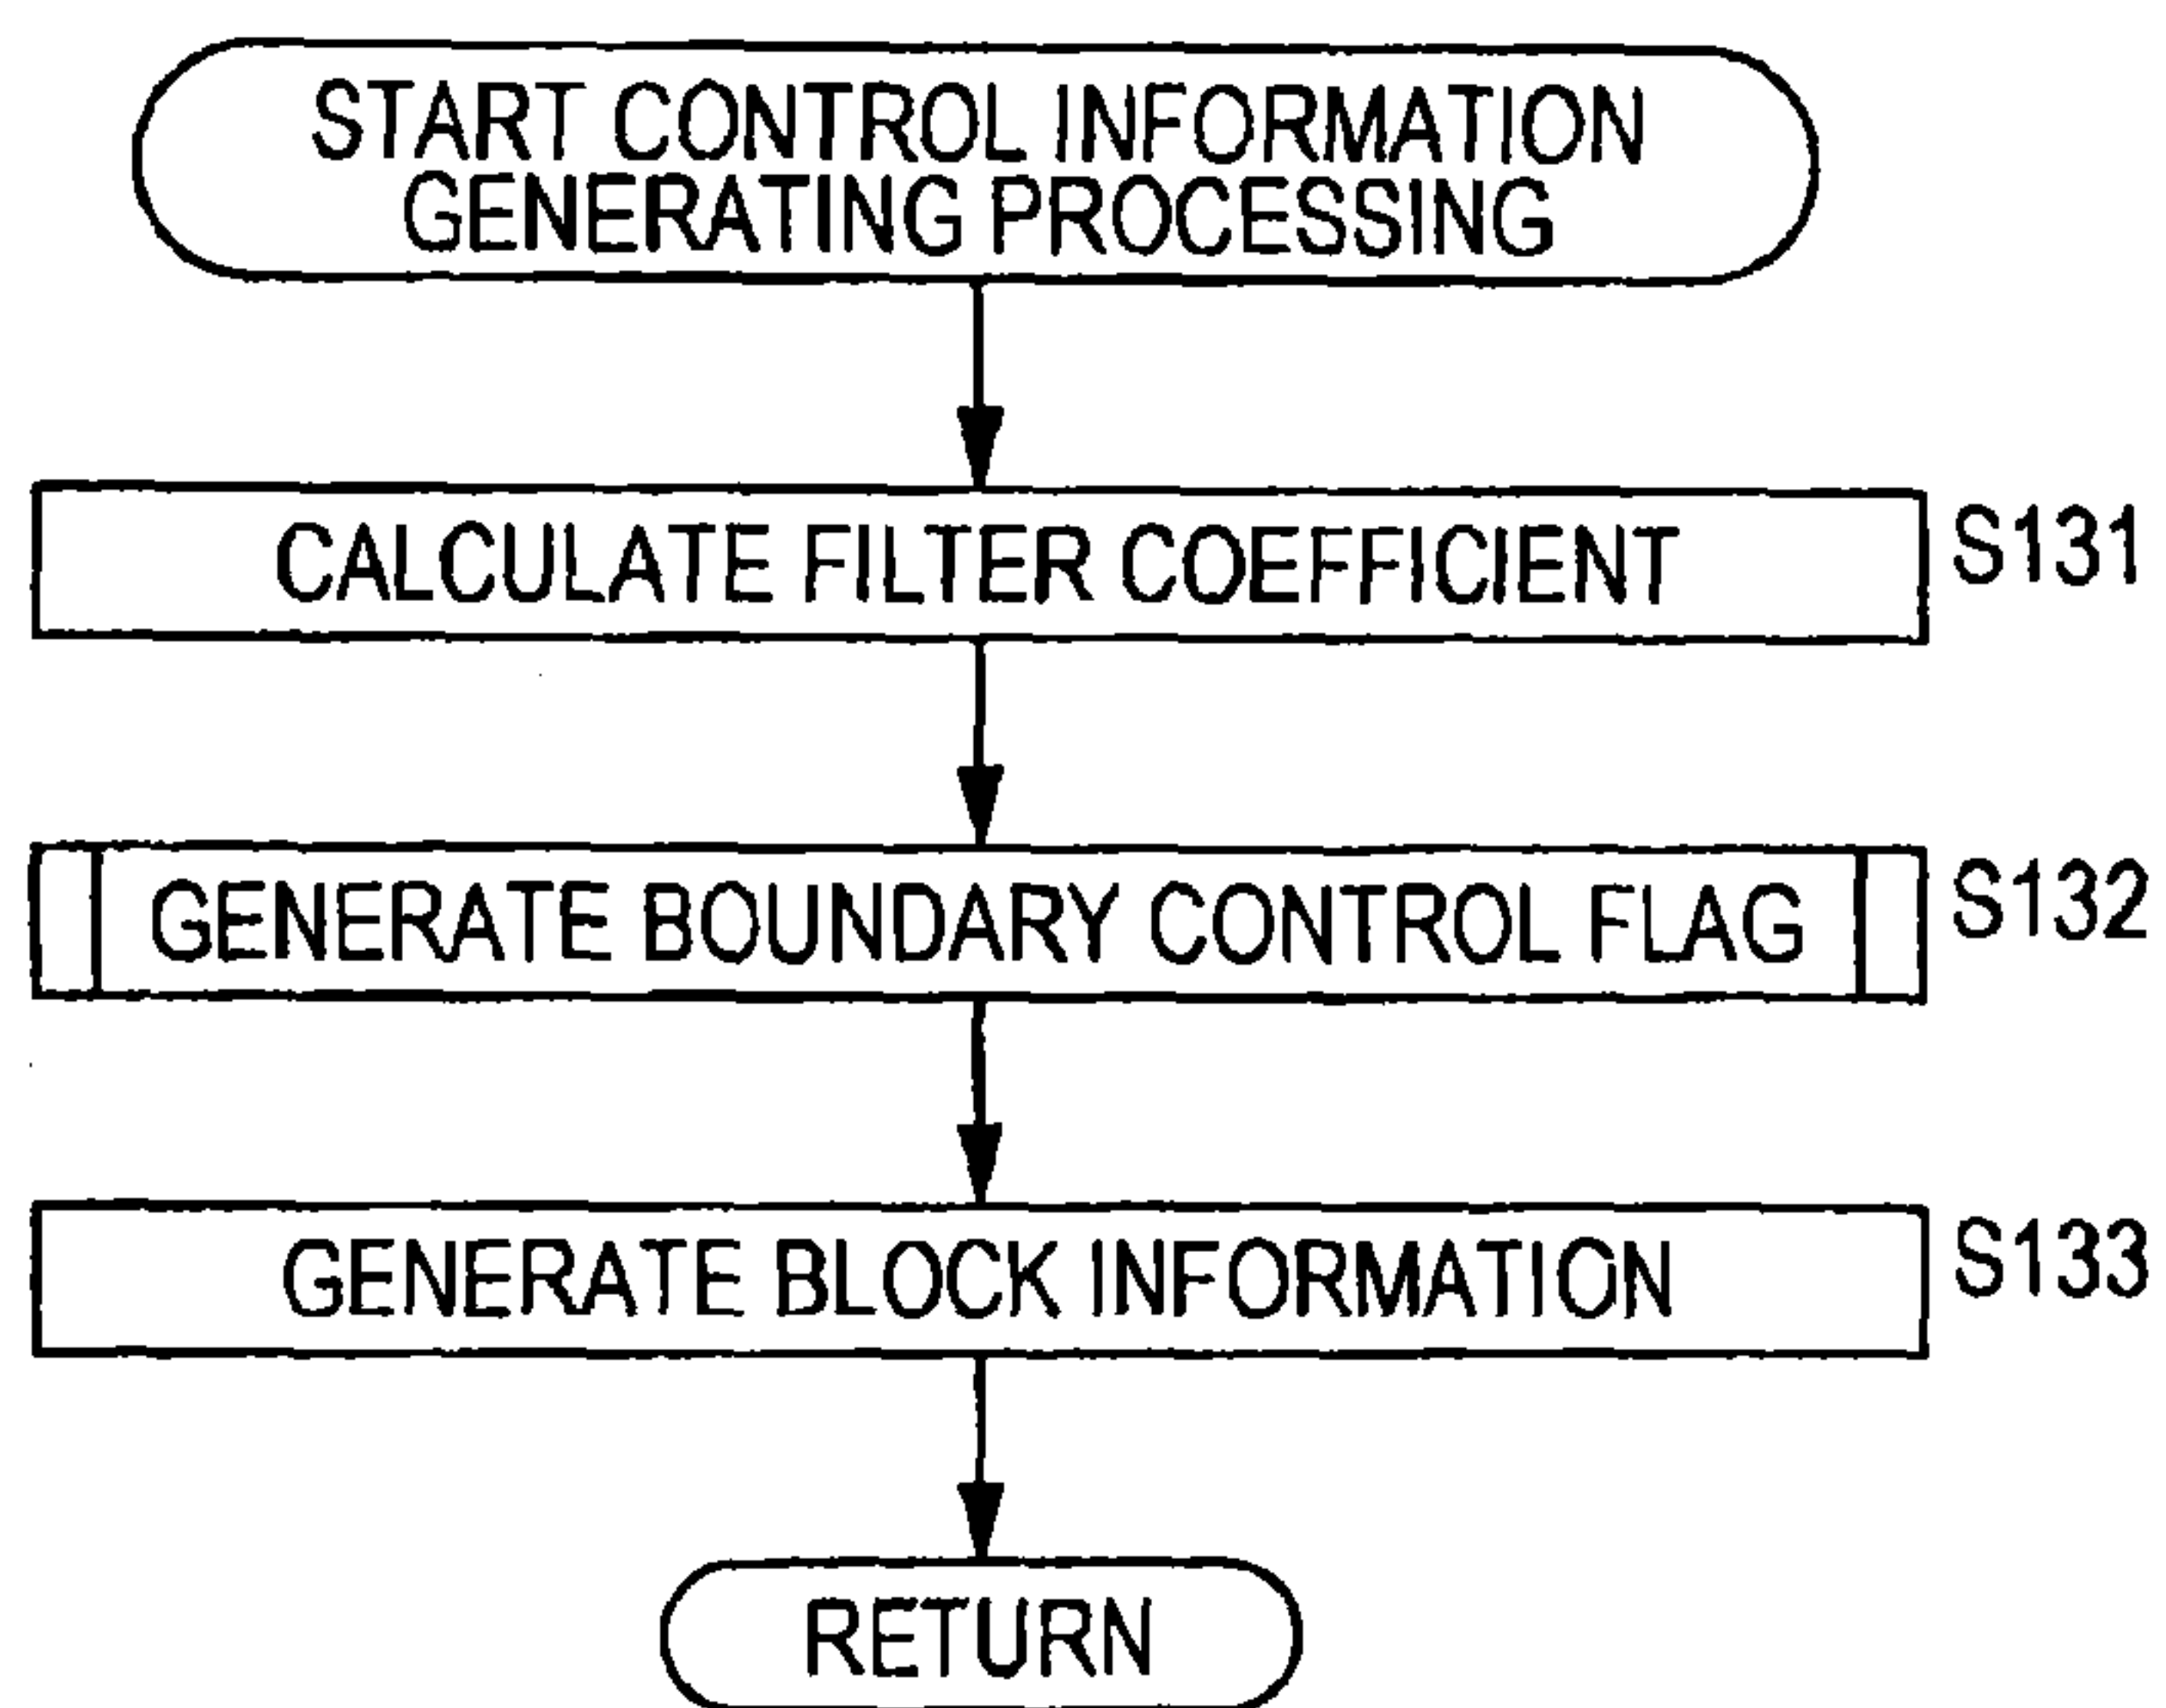 START CONTROL INFORMATION
GENERATING PROCESSING
CALCULATE FILTER COEFFICIENT
S131
GENERATE BOUNDARY CONTROL FLAG
S132
GENERATE BLOCK INFORMATION
S133
RETURN